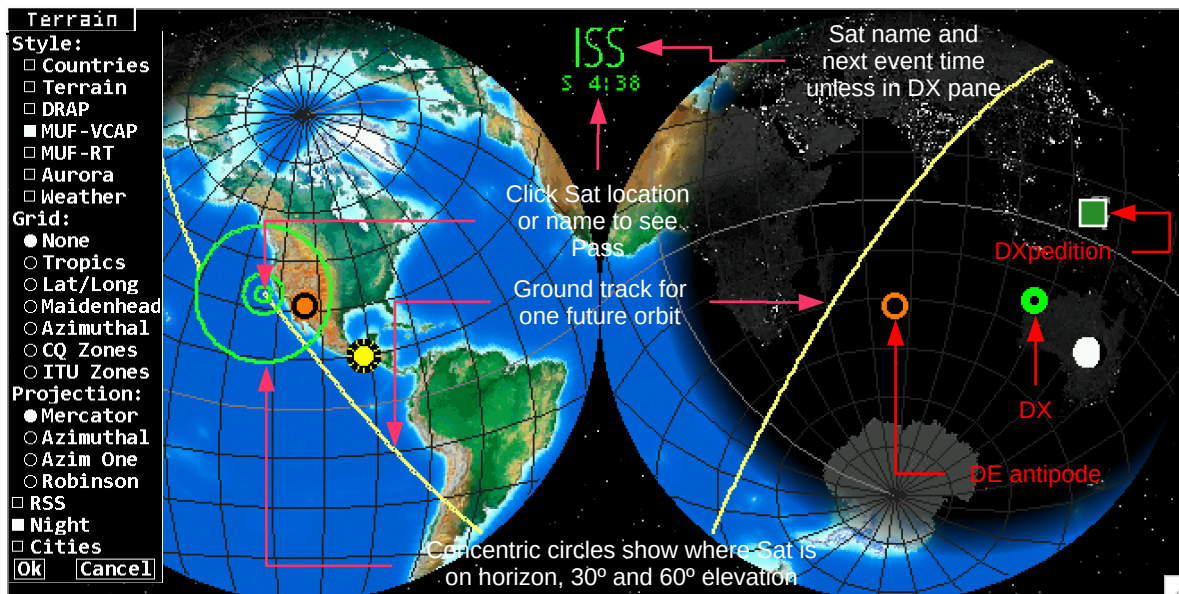 Terrain
Style:
Countries
Terrain
DRAP
MUF-VCAP
MUF-RT
Aurora
Weather
Grid:
None
Tropics
Lat/Long
Maidenhead
Azimuthal
CQ Zones
ITU Zones
Projection:
Mercator
Azimuthal
Azim One
Robinson
RSS
Night
Cities
Ok Cancel
ISS
S 4:38
Sat name and
next event time
unless in DX pane
Click Sat location
or name to see
Pass
Ground track for
one future orbit
DXpedition
DX
DE antipode
Concentric circles show where Sat is
on horizon, 30º and 60º elevation